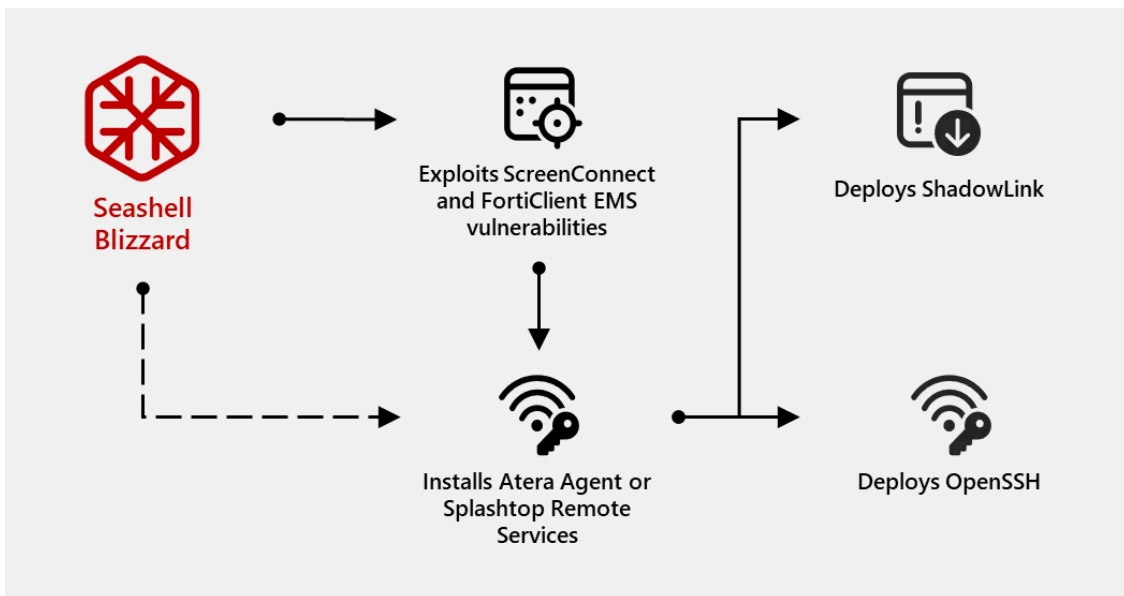 Seashell
Blizzard
Exploits ScreenConnect
and FortiClient EMS
vulnerabilities
Deploys ShadowLink
Installs Atera Agent or
Splashtop Remote
Services
Deploys OpenSSH